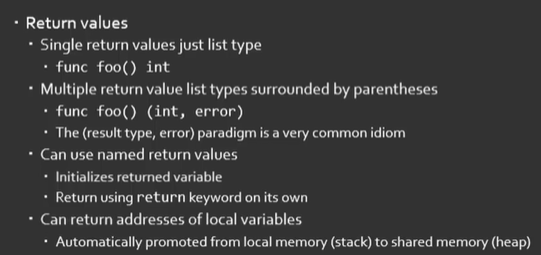 • Return values
• Single return values just list type
• func foo() int
• Multiple return value list types surrounded by parentheses
• func foo() (int, error)
• The (result type, error) paradigm is a very common idiom
• Can use named return values
• Initializes returned variable
• Return using return keyword on its own
• Can return addresses of local variables
• Automatically promoted from local memory (stack) to shared memory (heap)